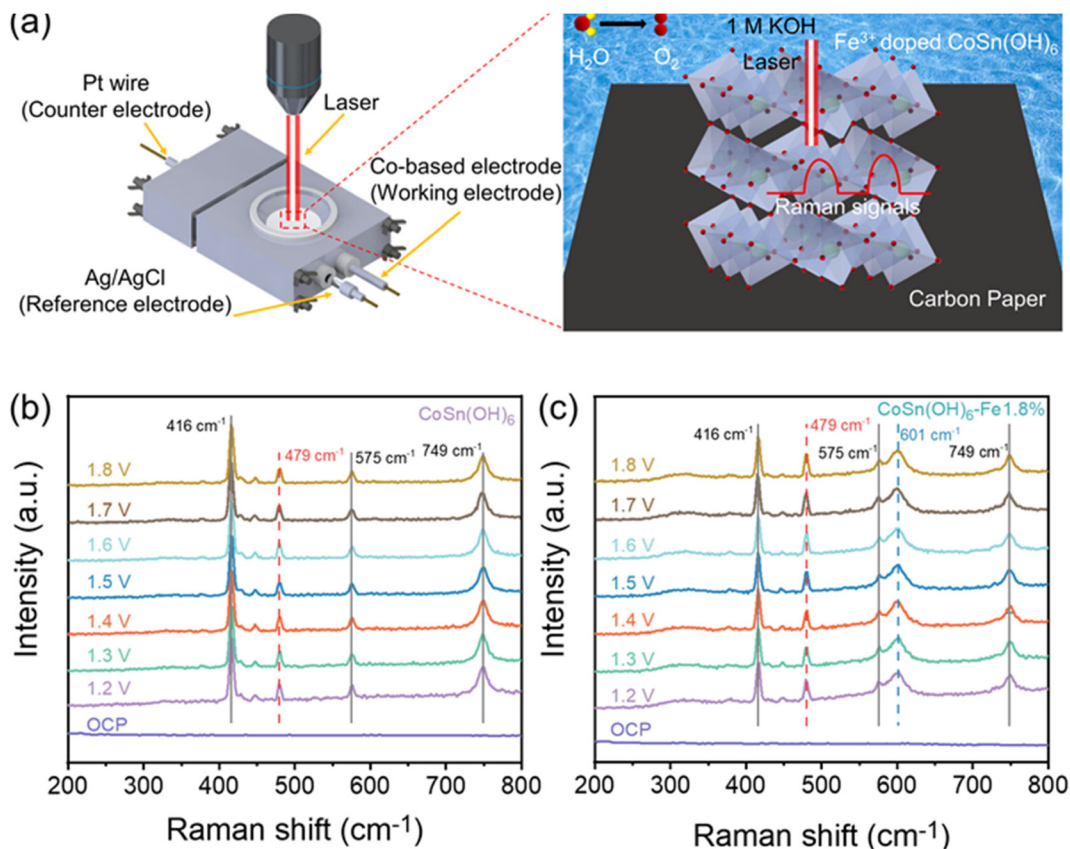 (a)
Pt wire
(Counter electrode)
Laser
Co-based electrode
(Working electrode)
Ag/AgCl
(Reference electrode)
H₂O
O₂
1 M KOH
Laser
Fe³⁺ doped CoSn(OH)₆
Raman signals
Carbon Paper
(b)
CoSn(OH)₆
416 cm⁻¹
479 cm⁻¹
575 cm⁻¹
749 cm⁻¹
1.8 V
1.7 V
1.6 V
1.5 V
1.4 V
1.3 V
1.2 V
OCP
Intensity (a.u.)
200 300 400 500 600 700 800
Raman shift (cm⁻¹)
(c)
CoSn(OH)₆-Fe1.8%
416 cm⁻¹
479 cm⁻¹
575 cm⁻¹
601 cm⁻¹
749 cm⁻¹
1.8 V
1.7 V
1.6 V
1.5 V
1.4 V
1.3 V
1.2 V
OCP
Intensity (a.u.)
200 300 400 500 600 700 800
Raman shift (cm⁻¹)